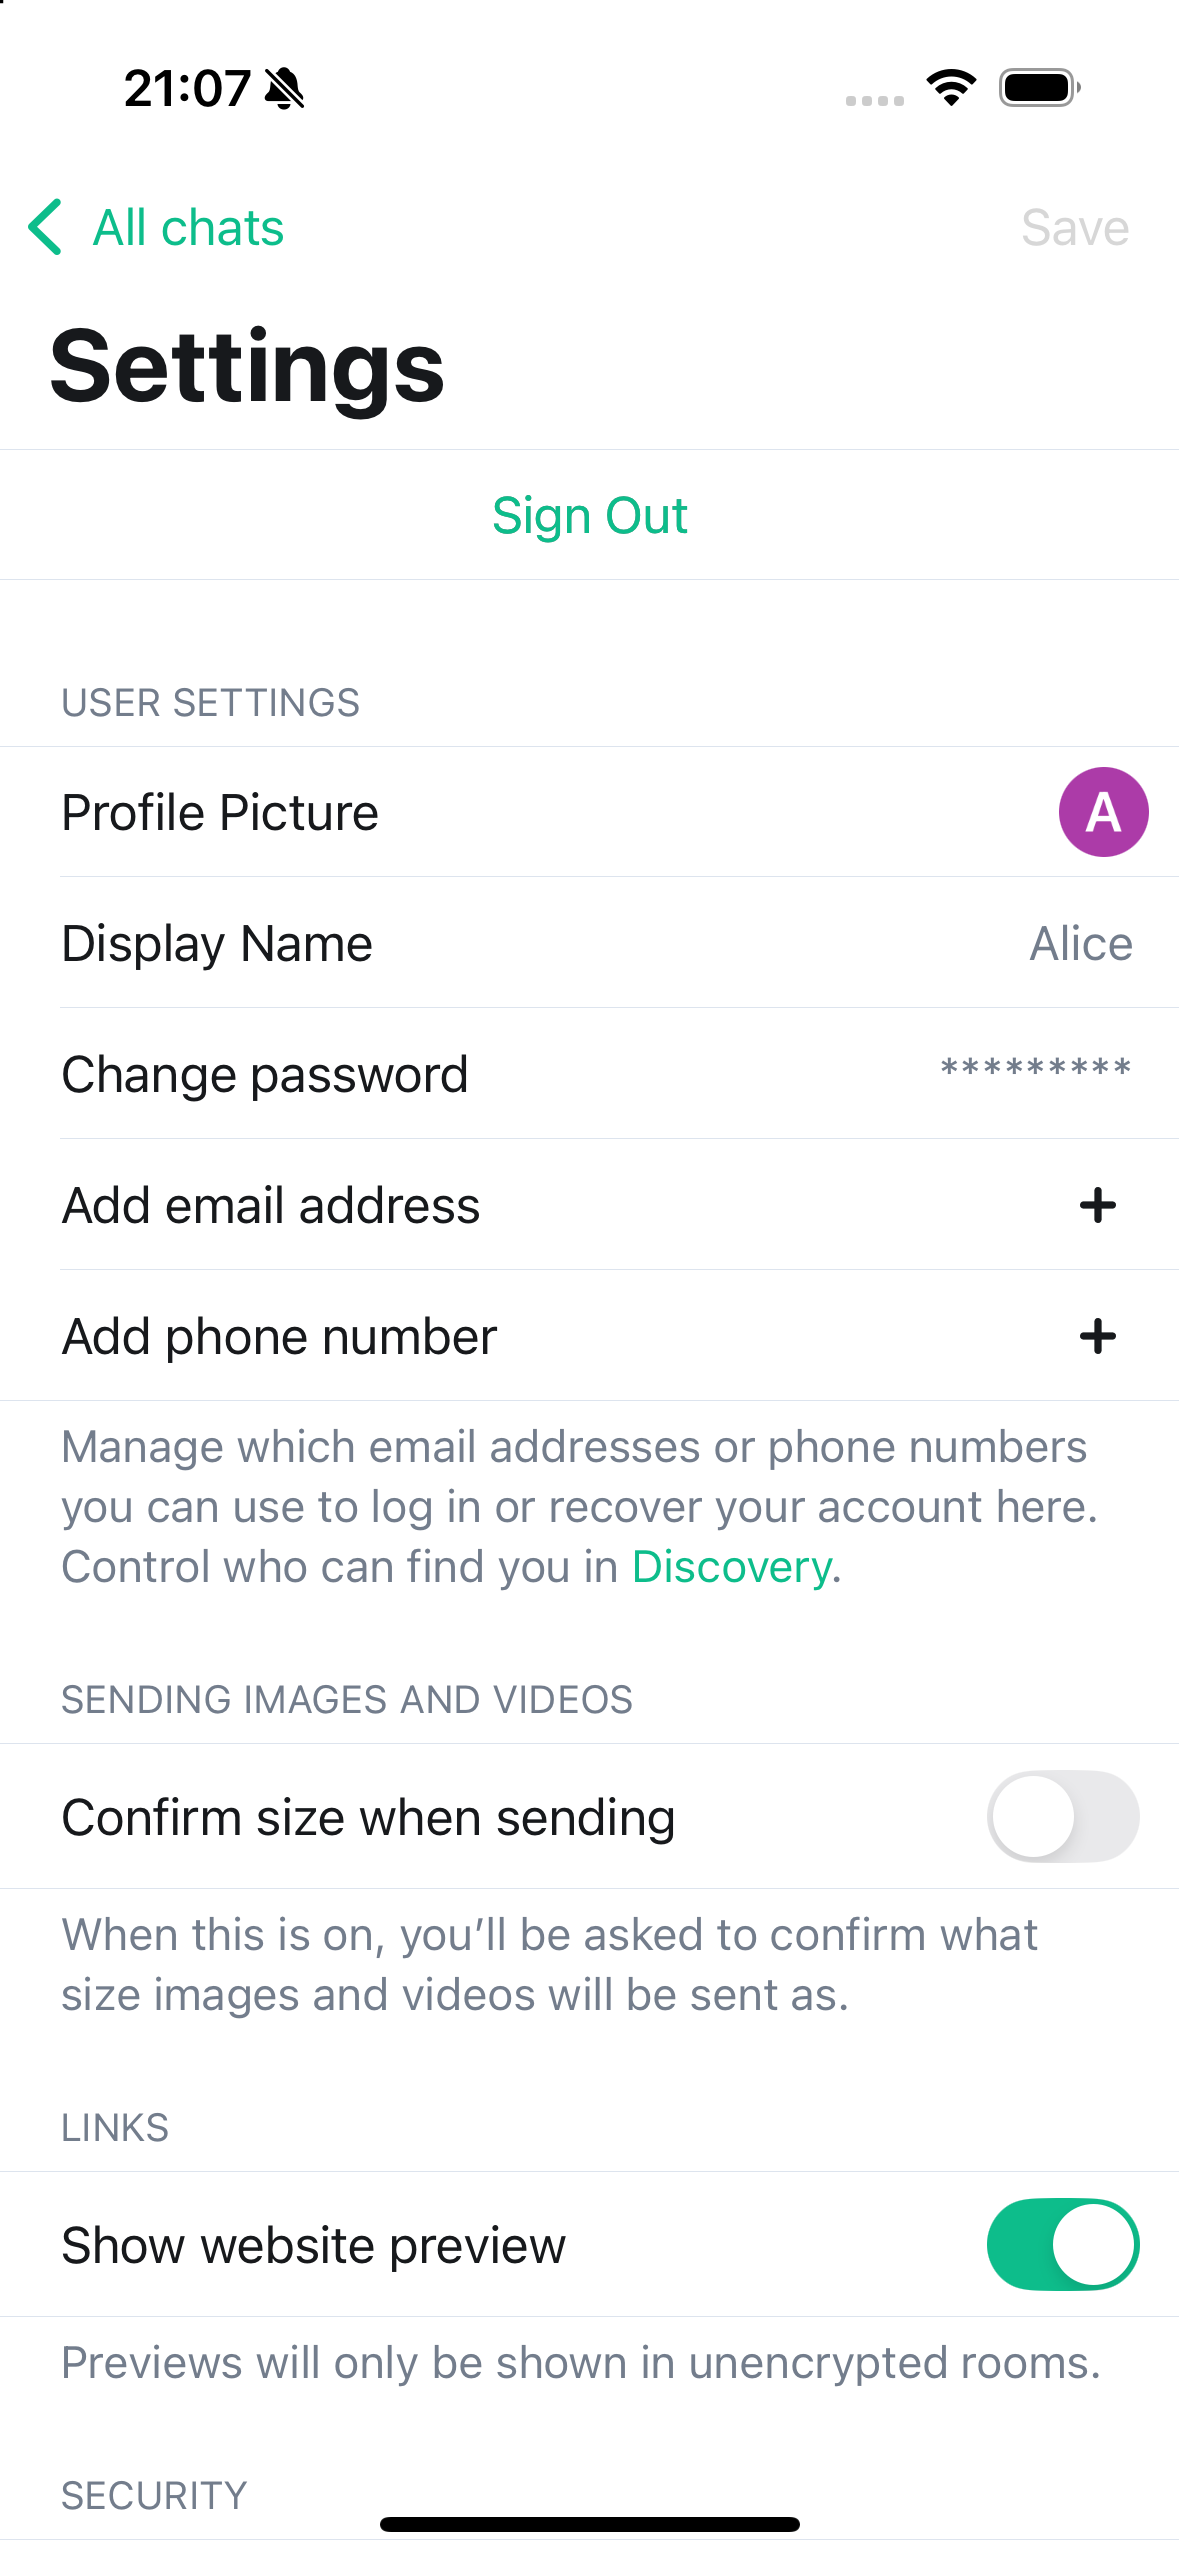 21:07
All chats
Save
Settings
Sign Out
USER SETTINGS
Profile Picture
A
Display Name
Alice
Change password
*********
Add email address
+
Add phone number
+
Manage which email addresses or phone numbers
you can use to log in or recover your account here.
Control who can find you in Discovery.
SENDING IMAGES AND VIDEOS
Confirm size when sending
When this is on, you’ll be asked to confirm what
size images and videos will be sent as.
LINKS
Show website preview
Previews will only be shown in unencrypted rooms.
SECURITY